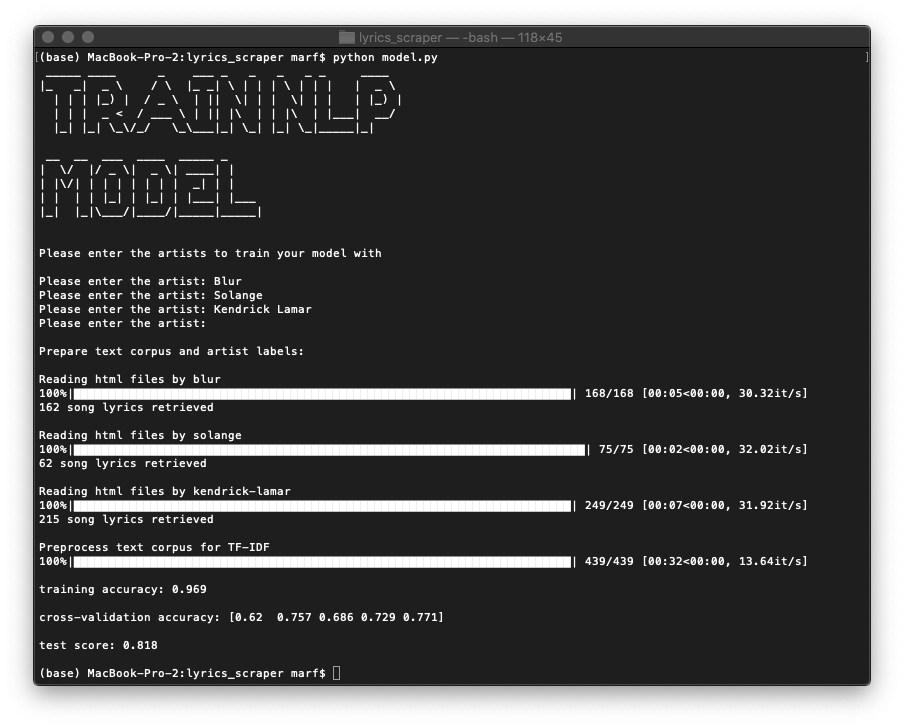 lyrics_scraper — -bash — 118×45
(base) MacBook-Pro-2:lyrics_scraper marf$ python model.py
TRAIN NLP
MODEL
Please enter the artists to train your model with
Please enter the artist: Blur
Please enter the artist: Solange
Please enter the artist: Kendrick Lamar
Please enter the artist:
Prepare text corpus and artist labels:
Reading html files by blur
100%| | 168/168 [00:05<00:00, 30.32it/s]
162 song lyrics retrieved
Reading html files by solange
100%| | 75/75 [00:02<00:00, 32.02it/s]
62 song lyrics retrieved
Reading html files by kendrick-lamar
100%| | 249/249 [00:07<00:00, 31.92it/s]
215 song lyrics retrieved
Preprocess text corpus for TF-IDF
100%| | 439/439 [00:32<00:00, 13.64it/s]
training accuracy: 0.969
cross-validation accuracy: [0.62  0.757 0.686 0.729 0.771]
test score: 0.818
(base) MacBook-Pro-2:lyrics_scraper marf$